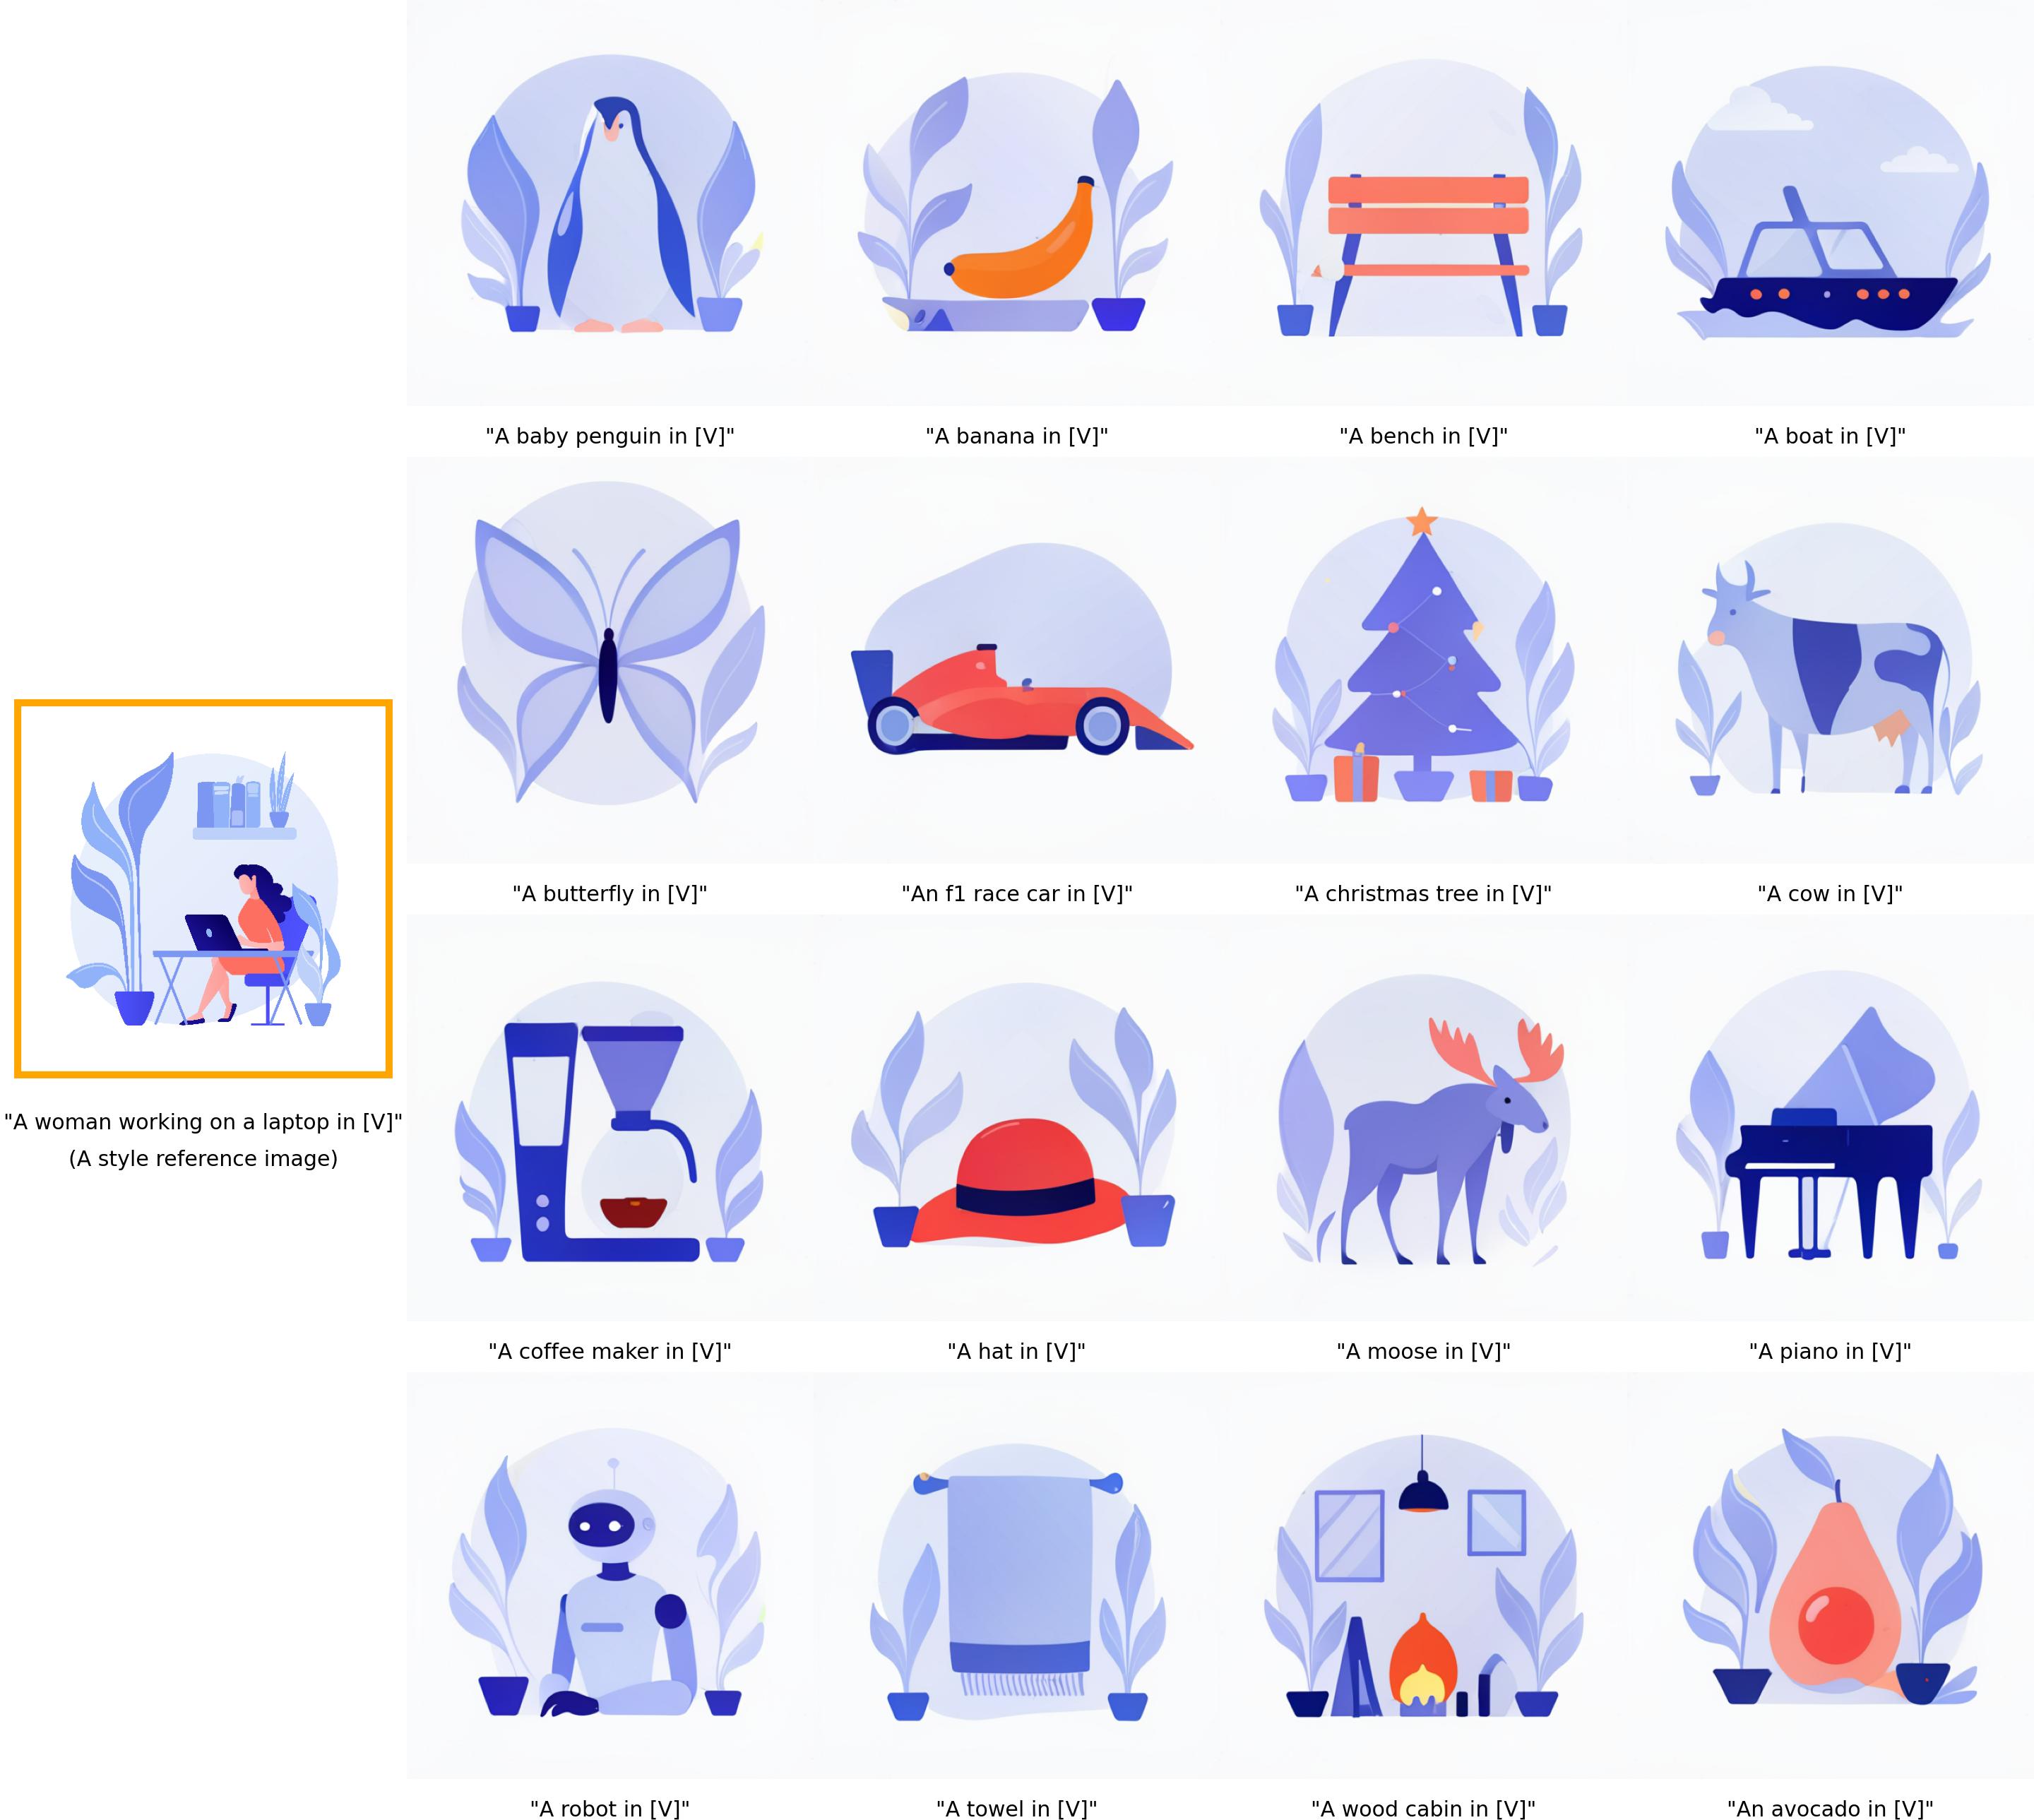 "A baby penguin in [V]"
"A banana in [V]"
"A bench in [V]"
"A boat in [V]"
"A butterfly in [V]"
"An f1 race car in [V]"
"A christmas tree in [V]"
"A cow in [V]"
"A woman working on a laptop in [V]"
(A style reference image)
"A coffee maker in [V]"
"A hat in [V]"
"A moose in [V]"
"A piano in [V]"
"A robot in [V]"
"A towel in [V]"
"A wood cabin in [V]"
"An avocado in [V]"